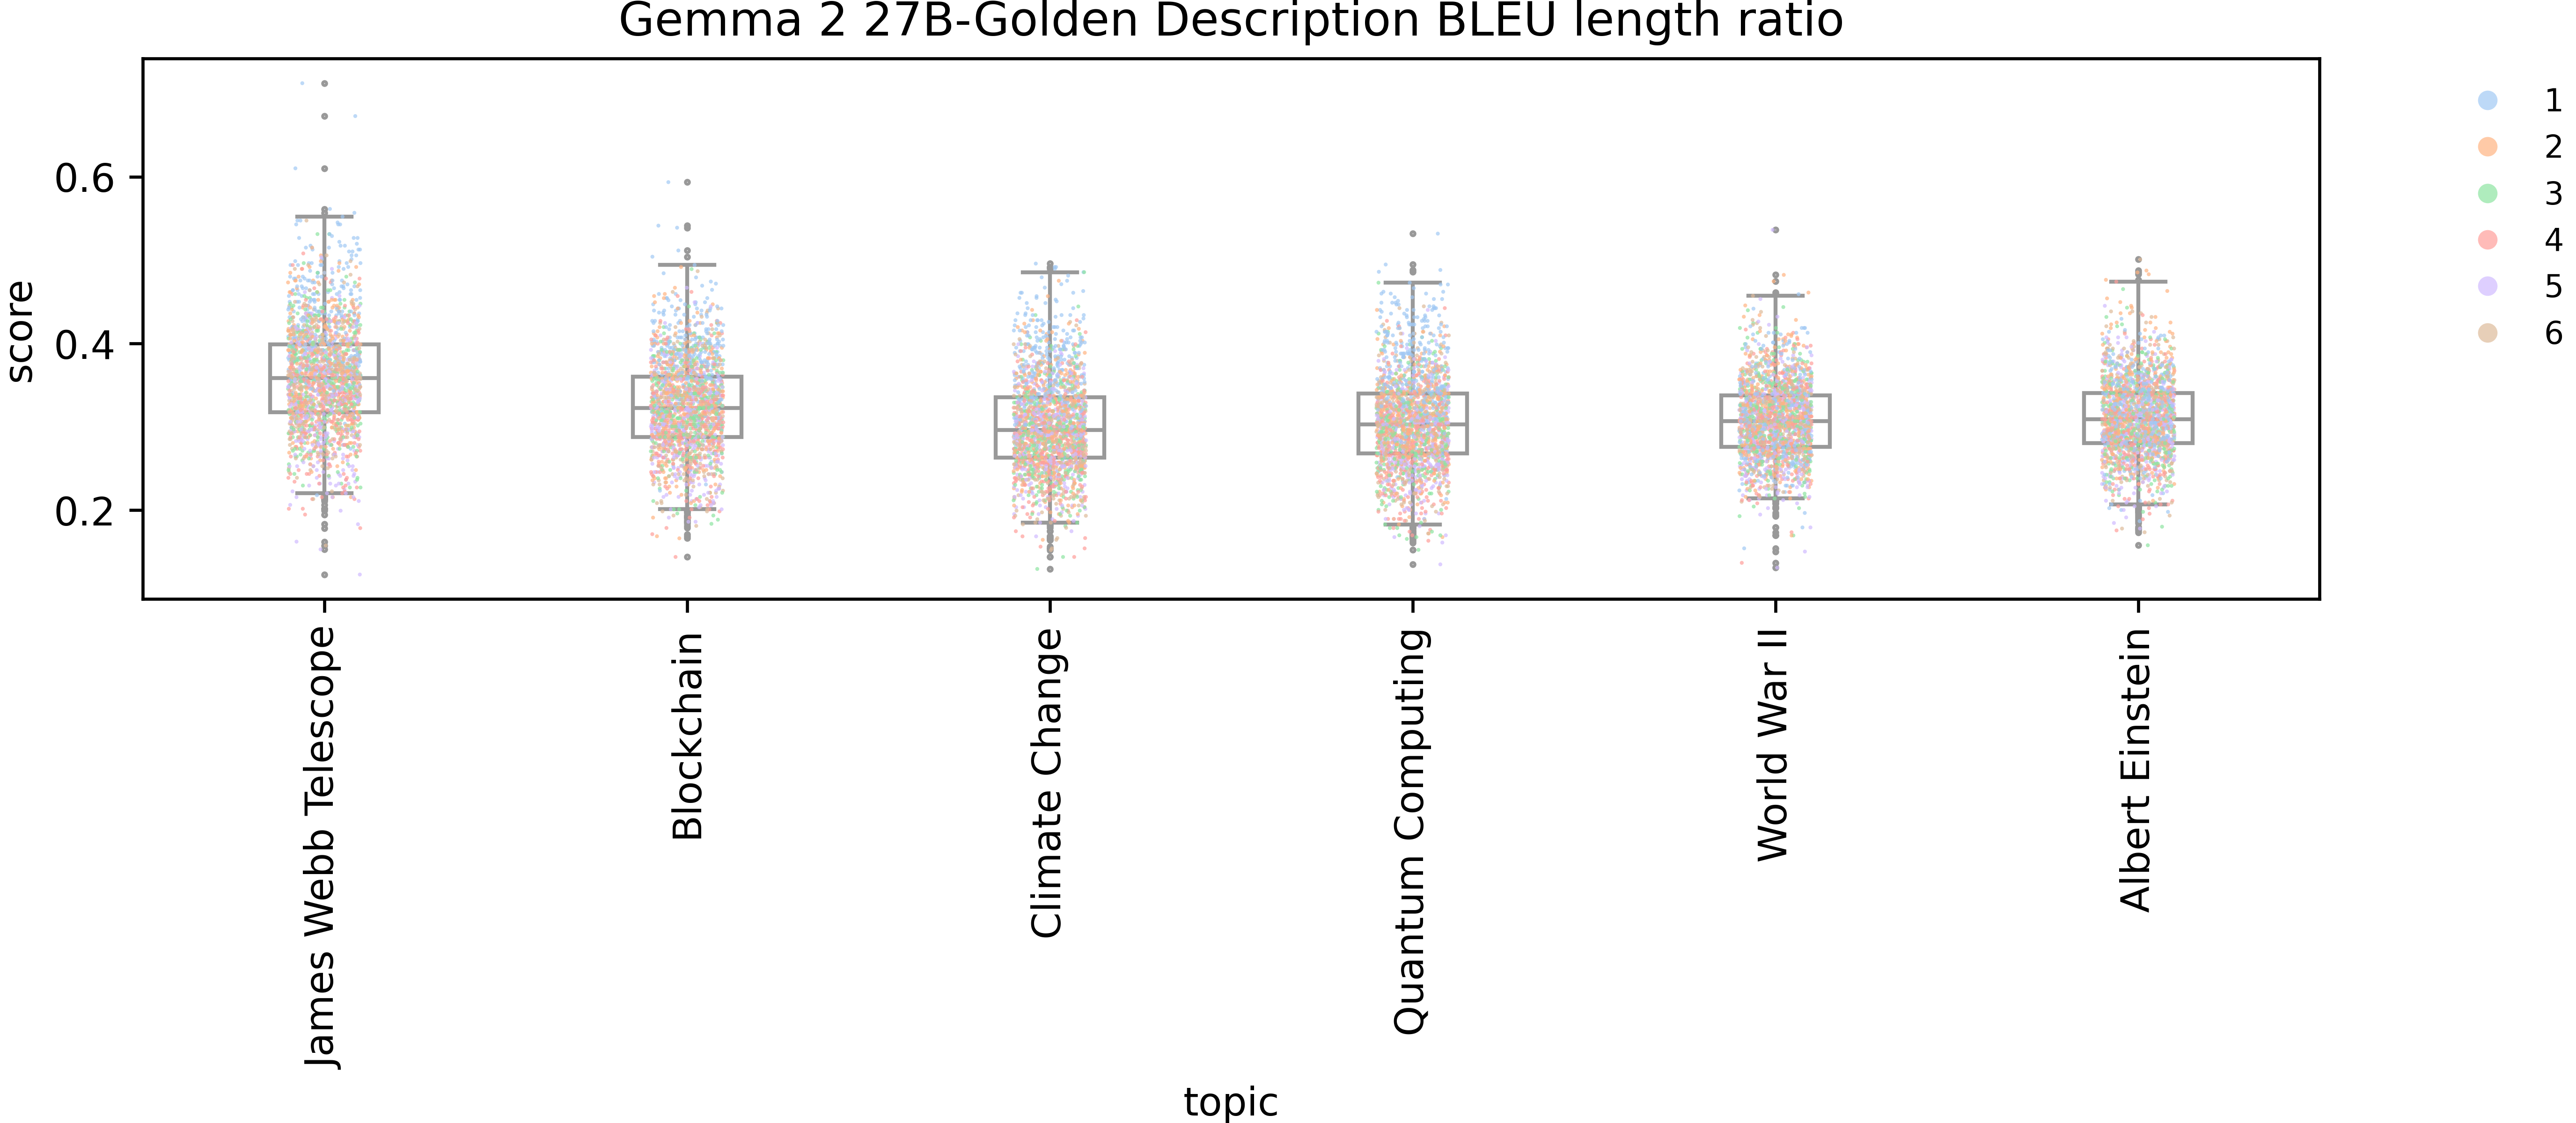 Gemma 2 27B-Golden Description BLEU length ratio
score
0.6
0.4
0.2
James Webb Telescope
Blockchain
Climate Change
Quantum Computing
World War II
Albert Einstein
topic
1
2
3
4
5
6